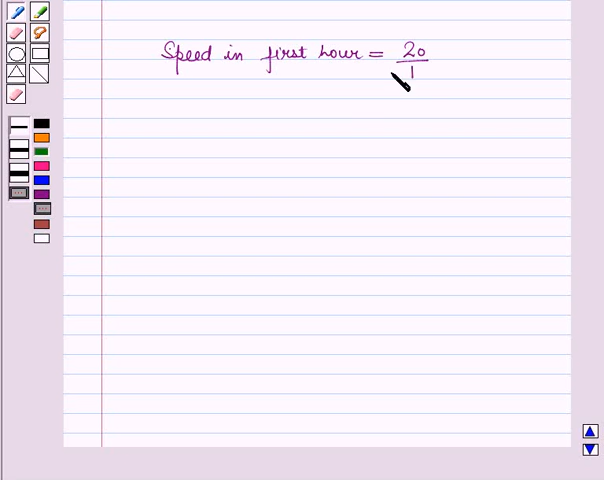 Speed in first hour = 20/1